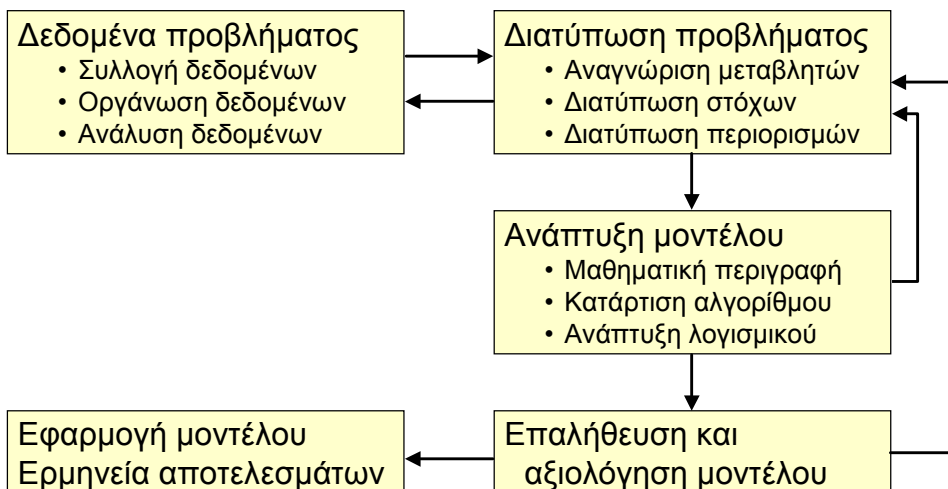 Δεδομένα προβλήματος
• Συλλογή δεδομένων
• Οργάνωση δεδομένων
• Ανάλυση δεδομένων
Διατύπωση προβλήματος
• Αναγνώριση μεταβλητών
• Διατύπωση στόχων
• Διατύπωση περιορισμών
Ανάπτυξη μοντέλου
• Μαθηματική περιγραφή
• Κατάρτιση αλγορίθμου
• Ανάπτυξη λογισμικού
Εφαρμογή μοντέλου
Ερμηνεία αποτελεσμάτων
Επαλήθευση και
αξιολόγηση μοντέλου